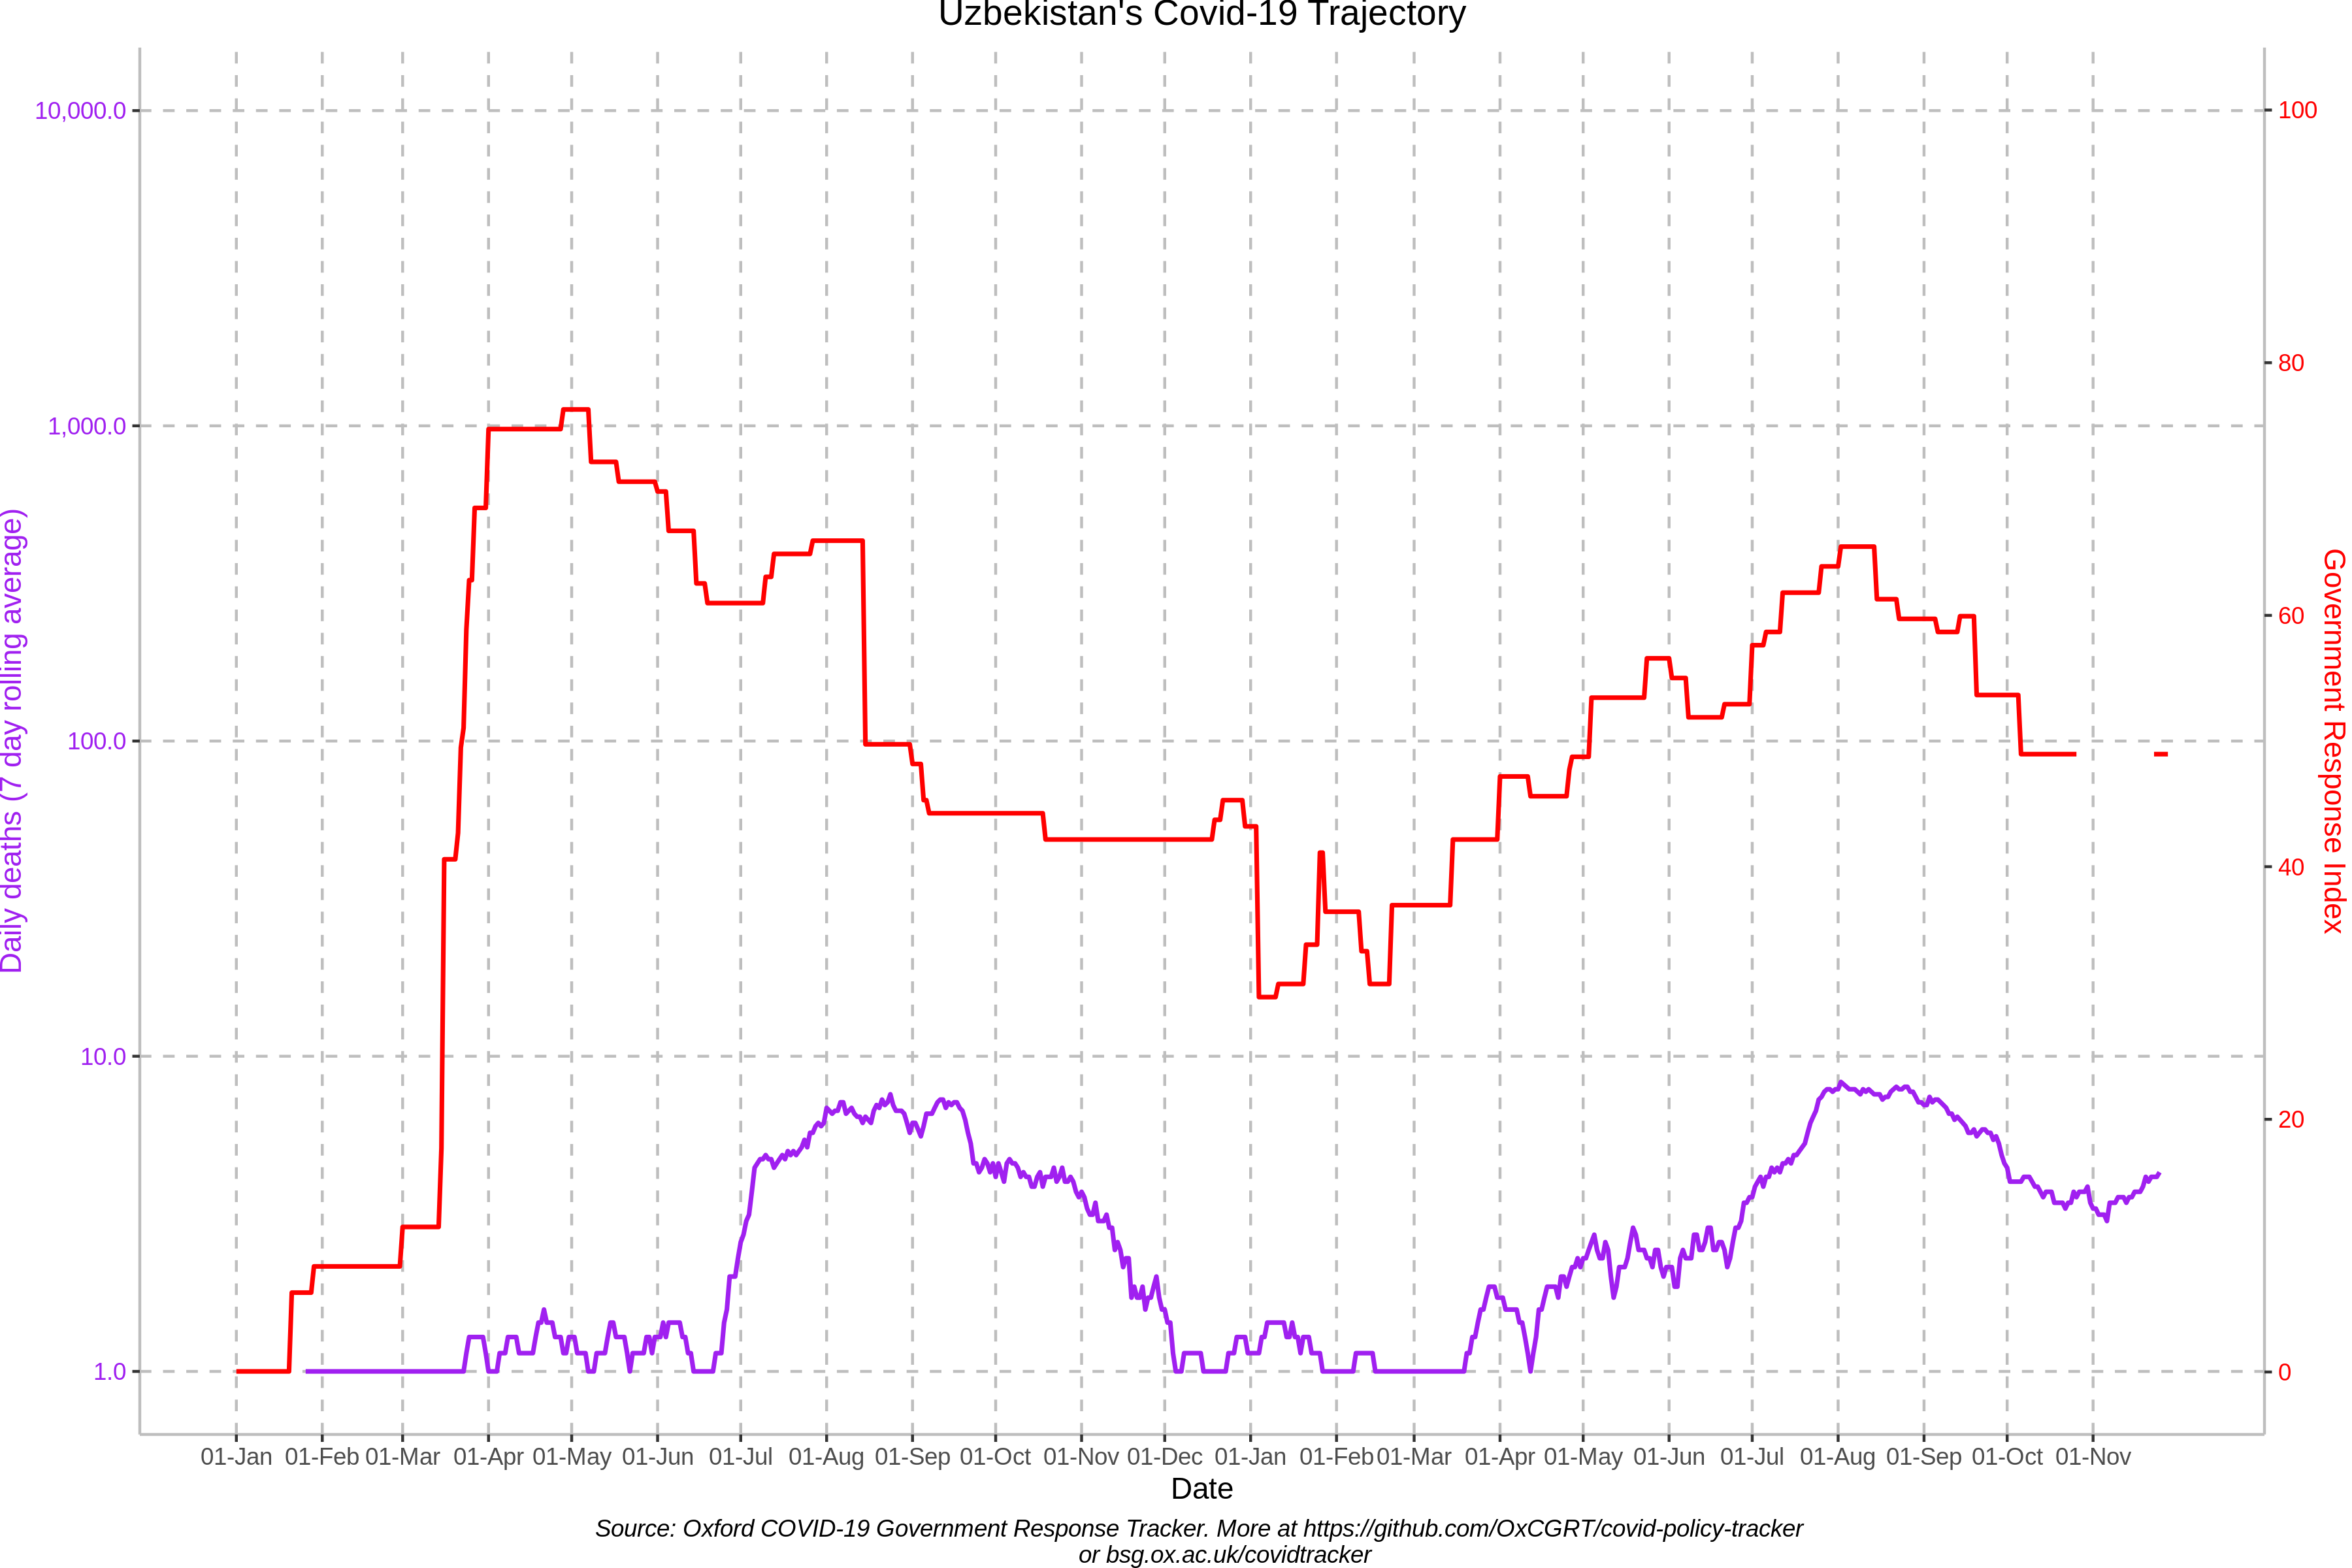 Uzbekistan's Covid-19 Trajectory
10,000.0
1,000.0
100.0
10.0
1.0
Daily deaths (7 day rolling average)
100
80
60
40
20
0
Government Response Index
01-Jan 01-Feb 01-Mar 01-Apr 01-May 01-Jun 01-Jul 01-Aug 01-Sep 01-Oct 01-Nov 01-Dec 01-Jan 01-Feb 01-Mar 01-Apr 01-May 01-Jun 01-Jul 01-Aug 01-Sep 01-Oct 01-Nov
Date
Source: Oxford COVID-19 Government Response Tracker. More at https://github.com/OxCGRT/covid-policy-tracker
or bsg.ox.ac.uk/covidtracker